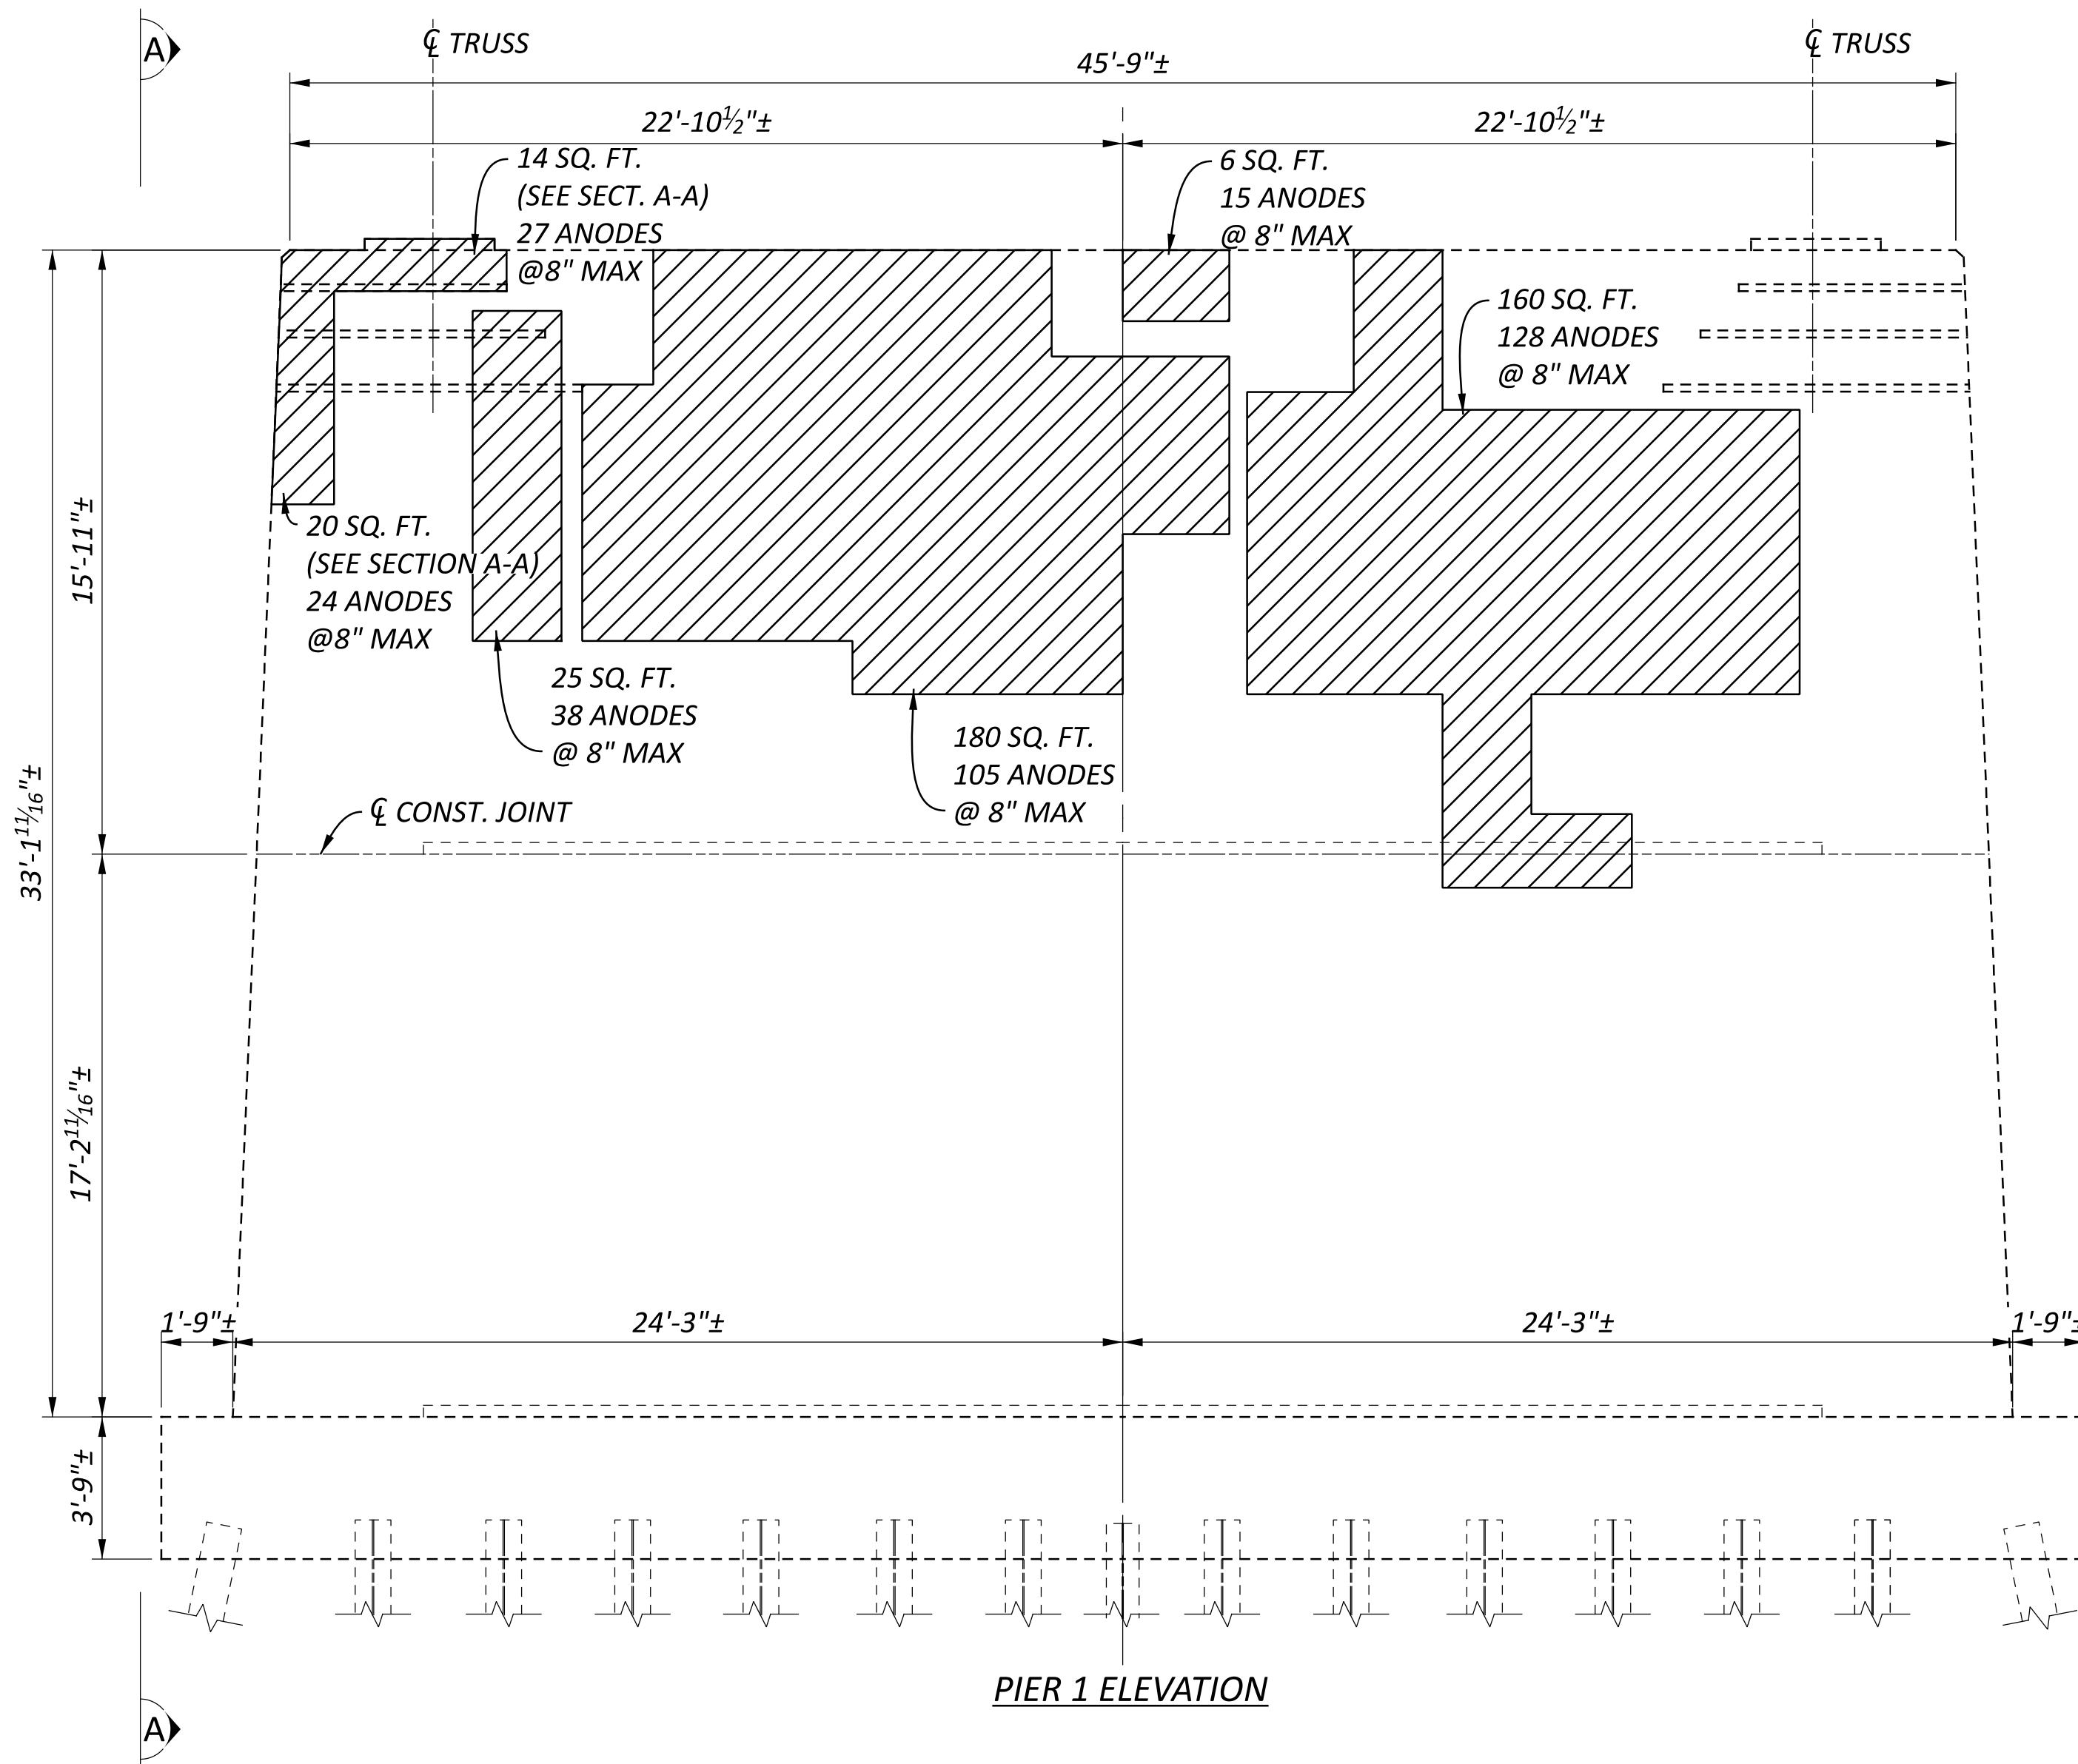 A
℄ TRUSS
℄ TRUSS
45'-9"±
22'-10½"±
22'-10½"±
14 SQ. FT.
(SEE SECT. A-A)
27 ANODES
@8" MAX
6 SQ. FT.
15 ANODES
@ 8" MAX
160 SQ. FT.
128 ANODES
@ 8" MAX
20 SQ. FT.
(SEE SECTION A-A)
24 ANODES
@8" MAX
25 SQ. FT.
38 ANODES
@ 8" MAX
180 SQ. FT.
105 ANODES
@ 8" MAX
℄ CONST. JOINT
15'-11"±
33'-1 11/16"±
17'-2 11/16"±
3'-9"±
1'-9"±
24'-3"±
24'-3"±
1'-9"±
PIER 1 ELEVATION
A